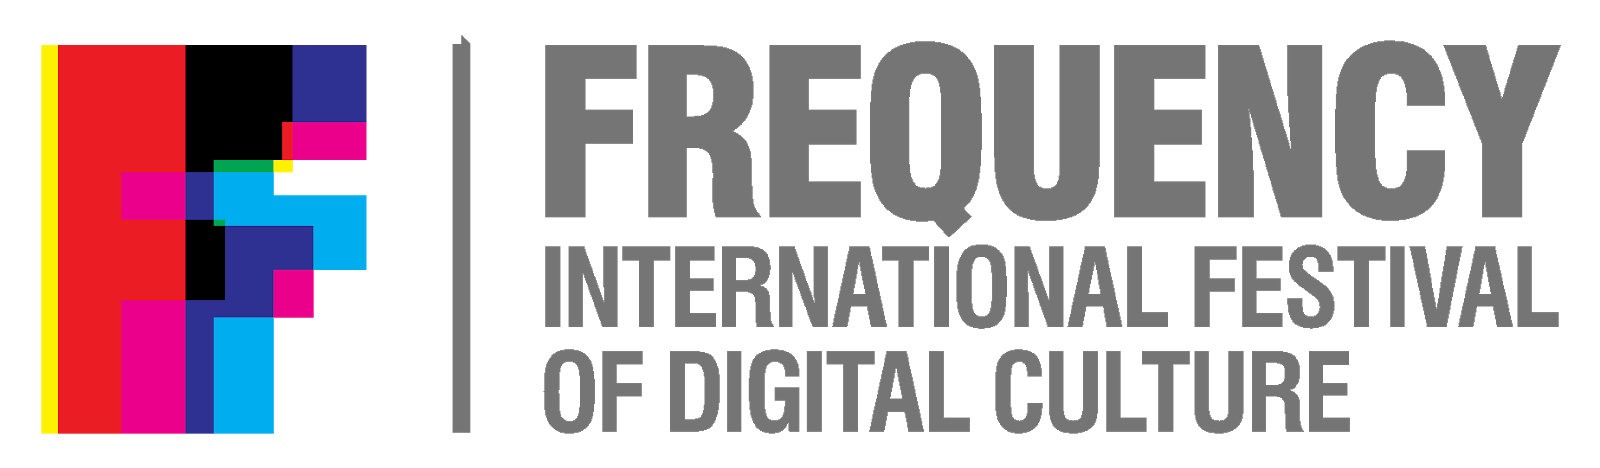 FREQUENCY
INTERNATIONAL FESTIVAL
OF DIGITAL CULTURE